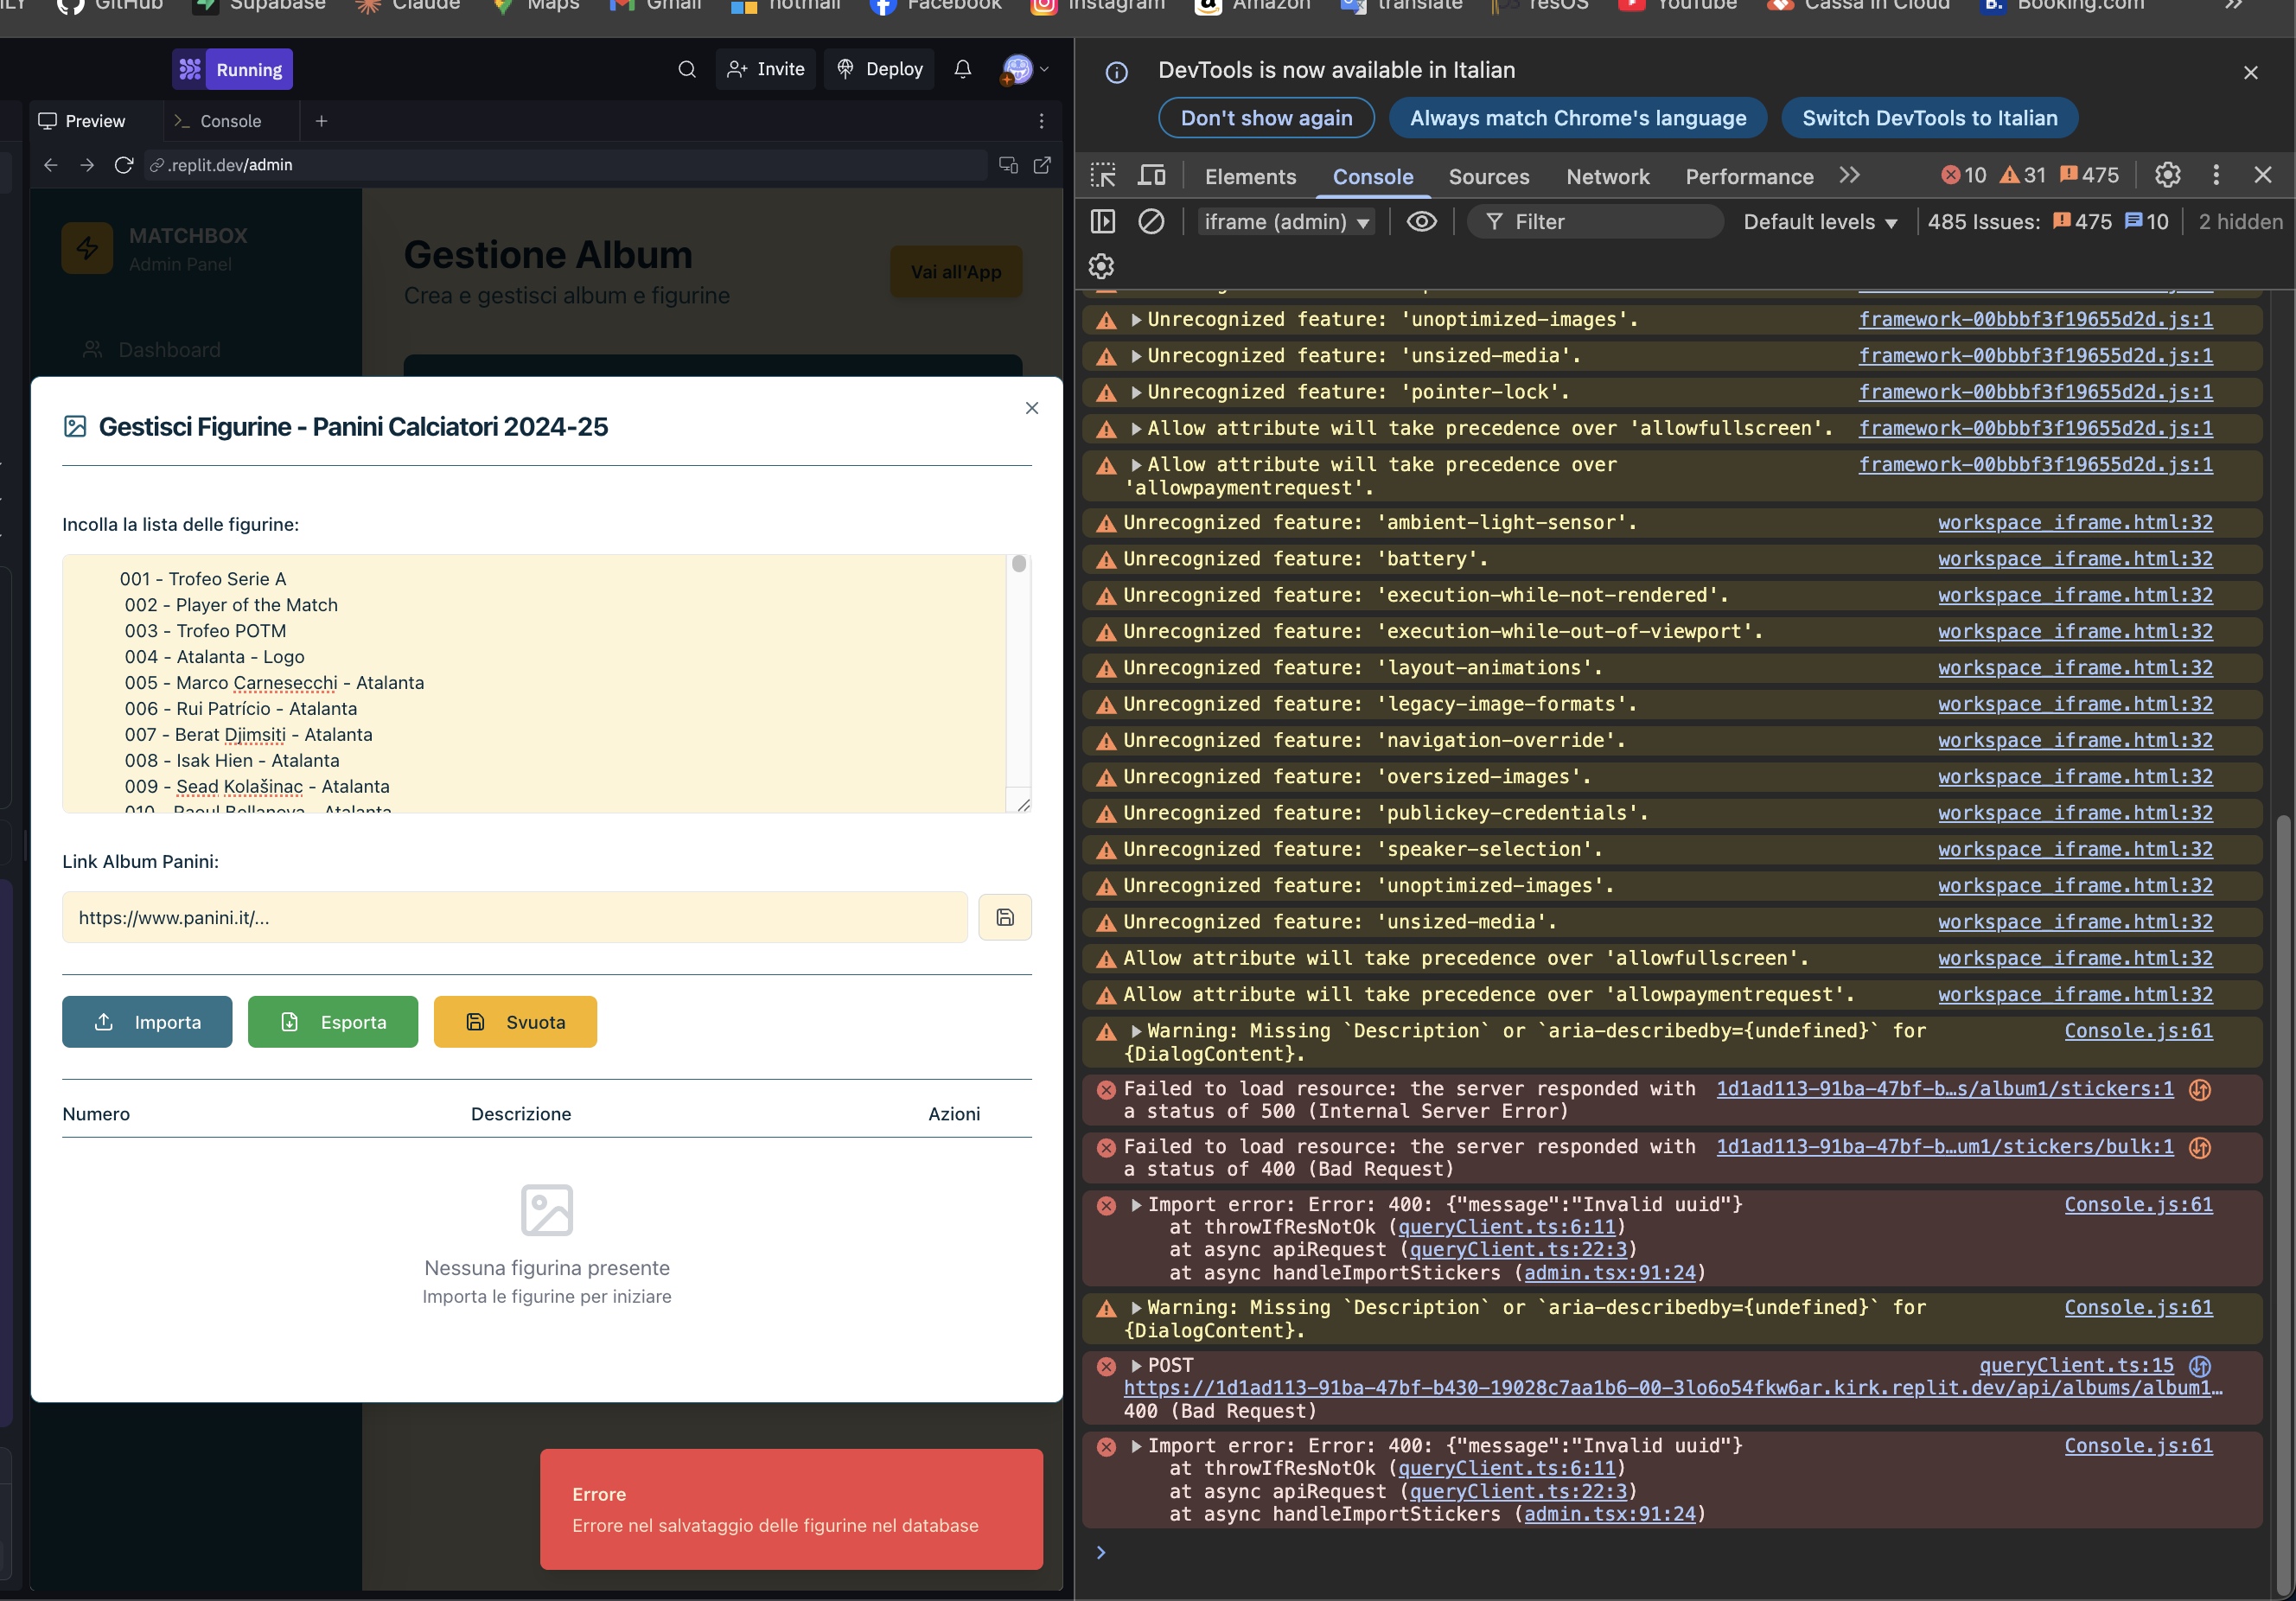 GitHub
Supabase
Claude
Maps
Gmail
hotmail
Facebook
Instagram
Amazon
translate
resOS
YouTube
Cassa in Cloud
Booking.com
Running
Invite
Deploy
Preview
Console
.replit.dev/admin
MATCHBOX
Admin Panel
Dashboard
Gestione Album
Crea e gestisci album e figurine
Vai all'App
Gestisci Figurine - Panini Calciatori 2024-25
Incolla la lista delle figurine:
001 - Trofeo Serie A
002 - Player of the Match
003 - Trofeo POTM
004 - Atalanta - Logo
005 - Marco Carnesecchi - Atalanta
006 - Rui Patrício - Atalanta
007 - Berat Djimsiti - Atalanta
008 - Isak Hien - Atalanta
009 - Sead Kolašinac - Atalanta
010 - Raoul Bellanova - Atalanta
Link Album Panini:
https://www.panini.it/...
Importa
Esporta
Svuota
Numero Descrizione Azioni
Nessuna figurina presente
Importa le figurine per iniziare
Errore
Errore nel salvataggio delle figurine nel database
DevTools is now available in Italian
Don't show again
Always match Chrome's language
Switch DevTools to Italian
Elements
Console
Sources
Network
Performance
10
31
475
iframe (admin)
Filter
Default levels
485 Issues: 475 10
2 hidden
Unrecognized feature: 'unoptimized-images'. framework-00bbbf3f19655d2d.js:1
Unrecognized feature: 'unsized-media'. framework-00bbbf3f19655d2d.js:1
Unrecognized feature: 'pointer-lock'. framework-00bbbf3f19655d2d.js:1
Allow attribute will take precedence over 'allowfullscreen'. framework-00bbbf3f19655d2d.js:1
Allow attribute will take precedence over framework-00bbbf3f19655d2d.js:1
'allowpaymentrequest'.
Unrecognized feature: 'ambient-light-sensor'. workspace_iframe.html:32
Unrecognized feature: 'battery'. workspace_iframe.html:32
Unrecognized feature: 'execution-while-not-rendered'. workspace_iframe.html:32
Unrecognized feature: 'execution-while-out-of-viewport'. workspace_iframe.html:32
Unrecognized feature: 'layout-animations'. workspace_iframe.html:32
Unrecognized feature: 'legacy-image-formats'. workspace_iframe.html:32
Unrecognized feature: 'navigation-override'. workspace_iframe.html:32
Unrecognized feature: 'oversized-images'. workspace_iframe.html:32
Unrecognized feature: 'publickey-credentials'. workspace_iframe.html:32
Unrecognized feature: 'speaker-selection'. workspace_iframe.html:32
Unrecognized feature: 'unoptimized-images'. workspace_iframe.html:32
Unrecognized feature: 'unsized-media'. workspace_iframe.html:32
Allow attribute will take precedence over 'allowfullscreen'. workspace_iframe.html:32
Allow attribute will take precedence over 'allowpaymentrequest'. workspace_iframe.html:32
Warning: Missing `Description` or `aria-describedby={undefined}` for Console.js:61
{DialogContent}.
Failed to load resource: the server responded with 1d1ad113-91ba-47bf-b…s/album1/stickers:1
a status of 500 (Internal Server Error)
Failed to load resource: the server responded with 1d1ad113-91ba-47bf-b…um1/stickers/bulk:1
a status of 400 (Bad Request)
Import error: Error: 400: {"message":"Invalid uuid"} Console.js:61
at throwIfResNotOk (queryClient.ts:6:11)
at async apiRequest (queryClient.ts:22:3)
at async handleImportStickers (admin.tsx:91:24)
Warning: Missing `Description` or `aria-describedby={undefined}` for Console.js:61
{DialogContent}.
POST queryClient.ts:15
https://1d1ad113-91ba-47bf-b430-19028c7aa1b6-00-3lo6o54fkw6ar.kirk.replit.dev/api/albums/album1…
400 (Bad Request)
Import error: Error: 400: {"message":"Invalid uuid"} Console.js:61
at throwIfResNotOk (queryClient.ts:6:11)
at async apiRequest (queryClient.ts:22:3)
at async handleImportStickers (admin.tsx:91:24)